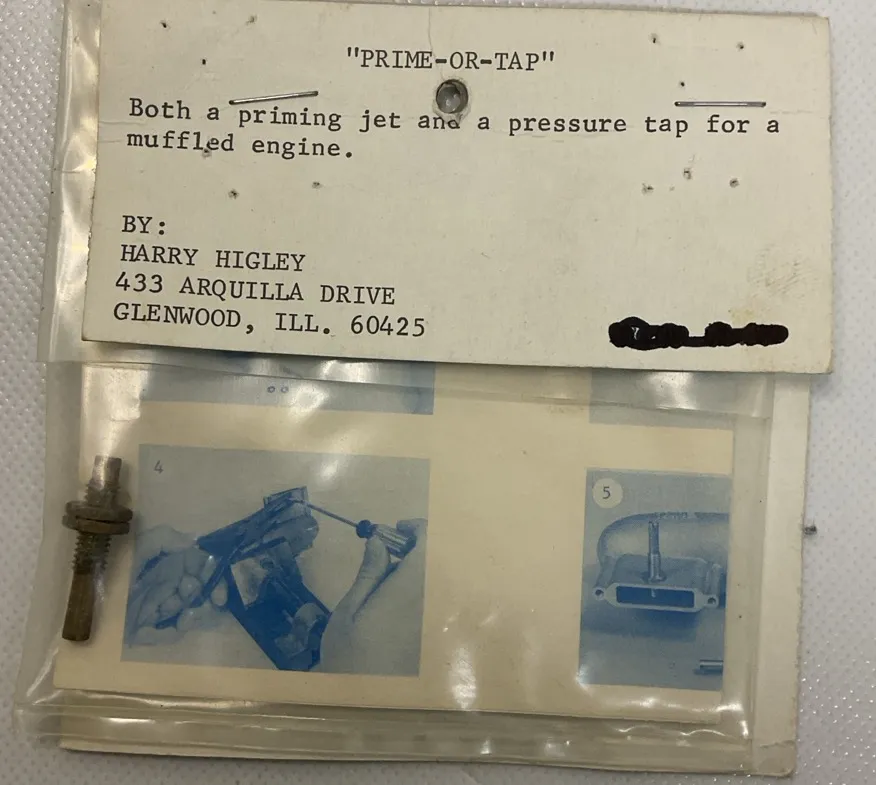 "PRIME-OR-TAP"
Both a priming jet and a pressure tap for a
muffled engine.
BY:
HARRY HIGLEY
433 ARQUILLA DRIVE
GLENWOOD, ILL. 60425
4
5